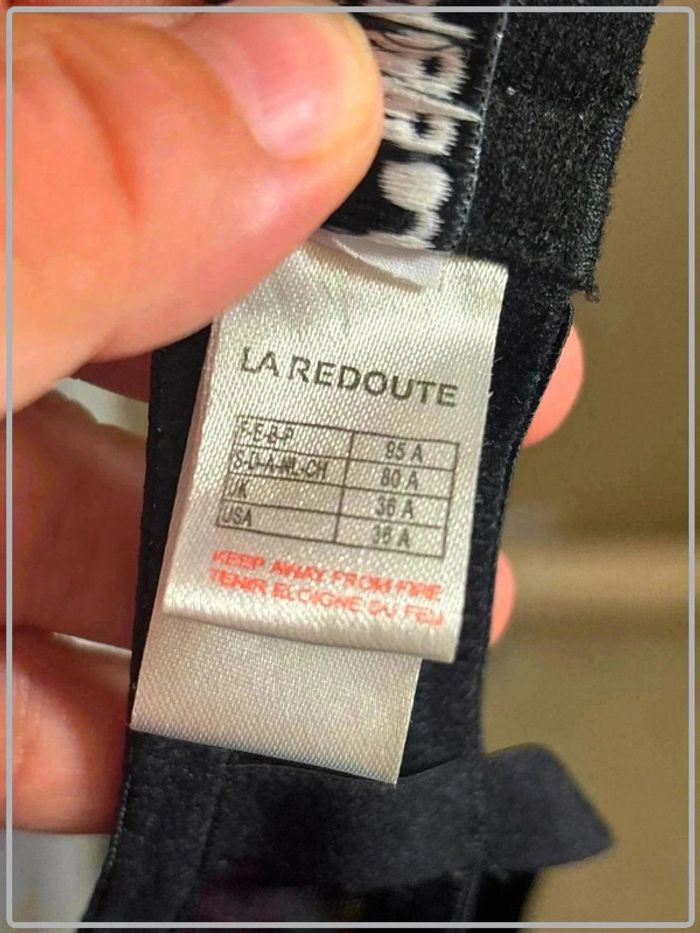 LA REDOUTE
F-E-B-P 95 A
S-D-A-NL-CH 80 A
UK 36 A
USA 36 A
KEEP AWAY FROM FIRE
TENIR ELOIGNE DU FEU